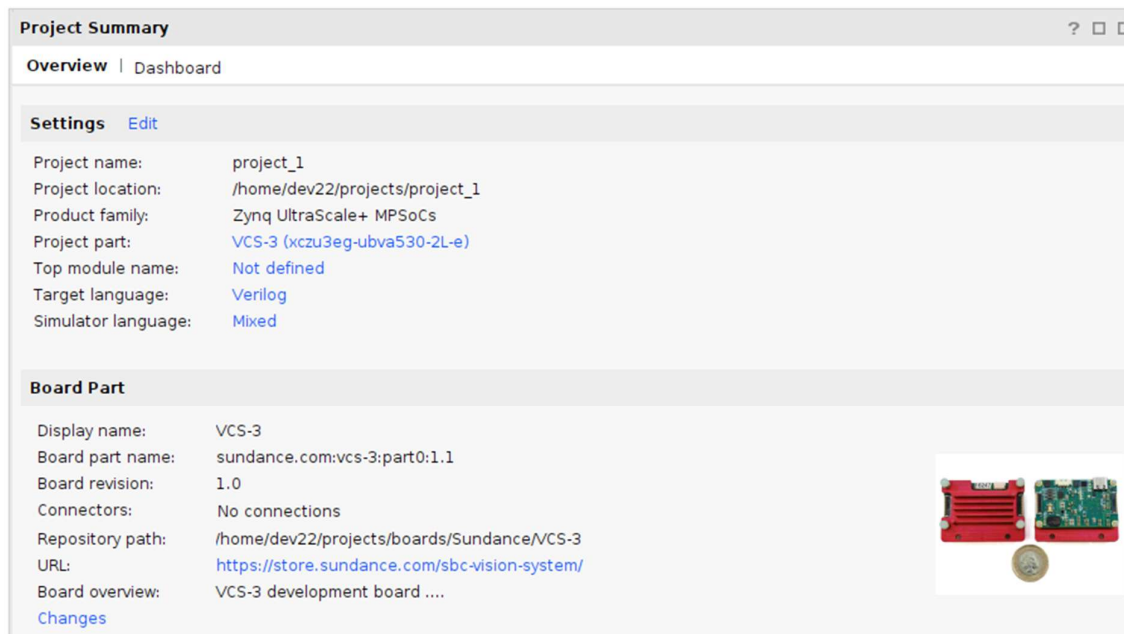 Project Summary ?
Overview | Dashboard
Settings Edit
Project name: project_1
Project location: /home/dev22/projects/project_1
Product family: Zynq UltraScale+ MPSoCs
Project part: VCS-3 (xczu3eg-ubva530-2L-e)
Top module name: Not defined
Target language: Verilog
Simulator language: Mixed
Board Part
Display name: VCS-3
Board part name: sundance.com:vcs-3:part0:1.1
Board revision: 1.0
Connectors: No connections
Repository path: /home/dev22/projects/boards/Sundance/VCS-3
URL: https://store.sundance.com/sbc-vision-system/
Board overview: VCS-3 development board ....
Changes